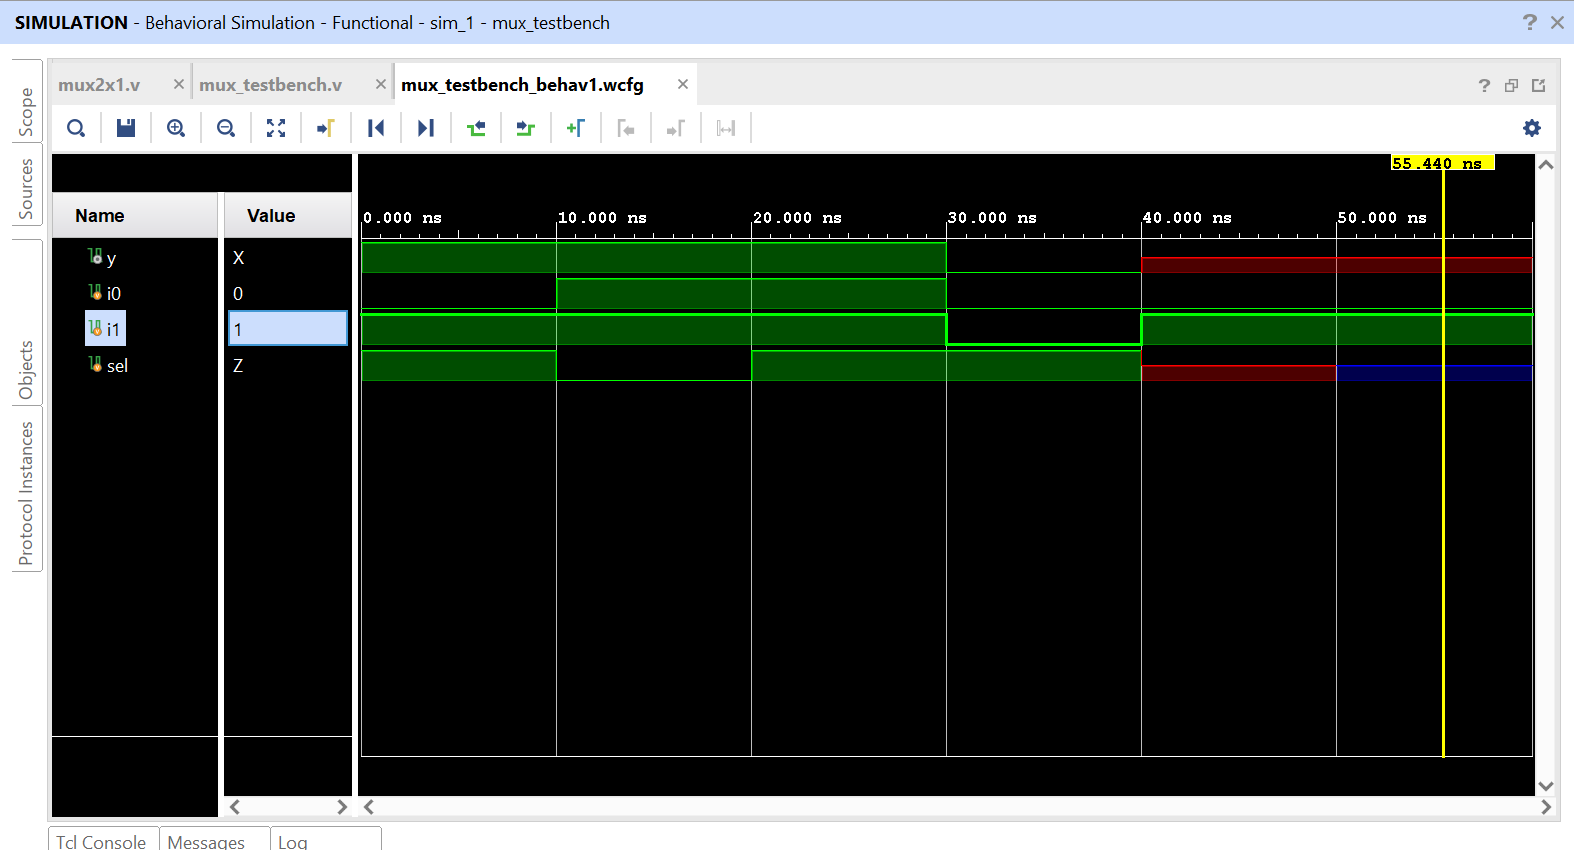 SIMULATION - Behavioral Simulation - Functional - sim_1 - mux_testbench
? ×
Scope
Sources
Objects
Protocol Instances
mux2x1.v ×
mux_testbench.v ×
mux_testbench_behav1.wcfg ×
?
55.440 ns
Name Value
0.000 ns 10.000 ns 20.000 ns 30.000 ns 40.000 ns 50.000 ns
y X
i0 0
i1 1
sel Z
Tcl Console Messages Log